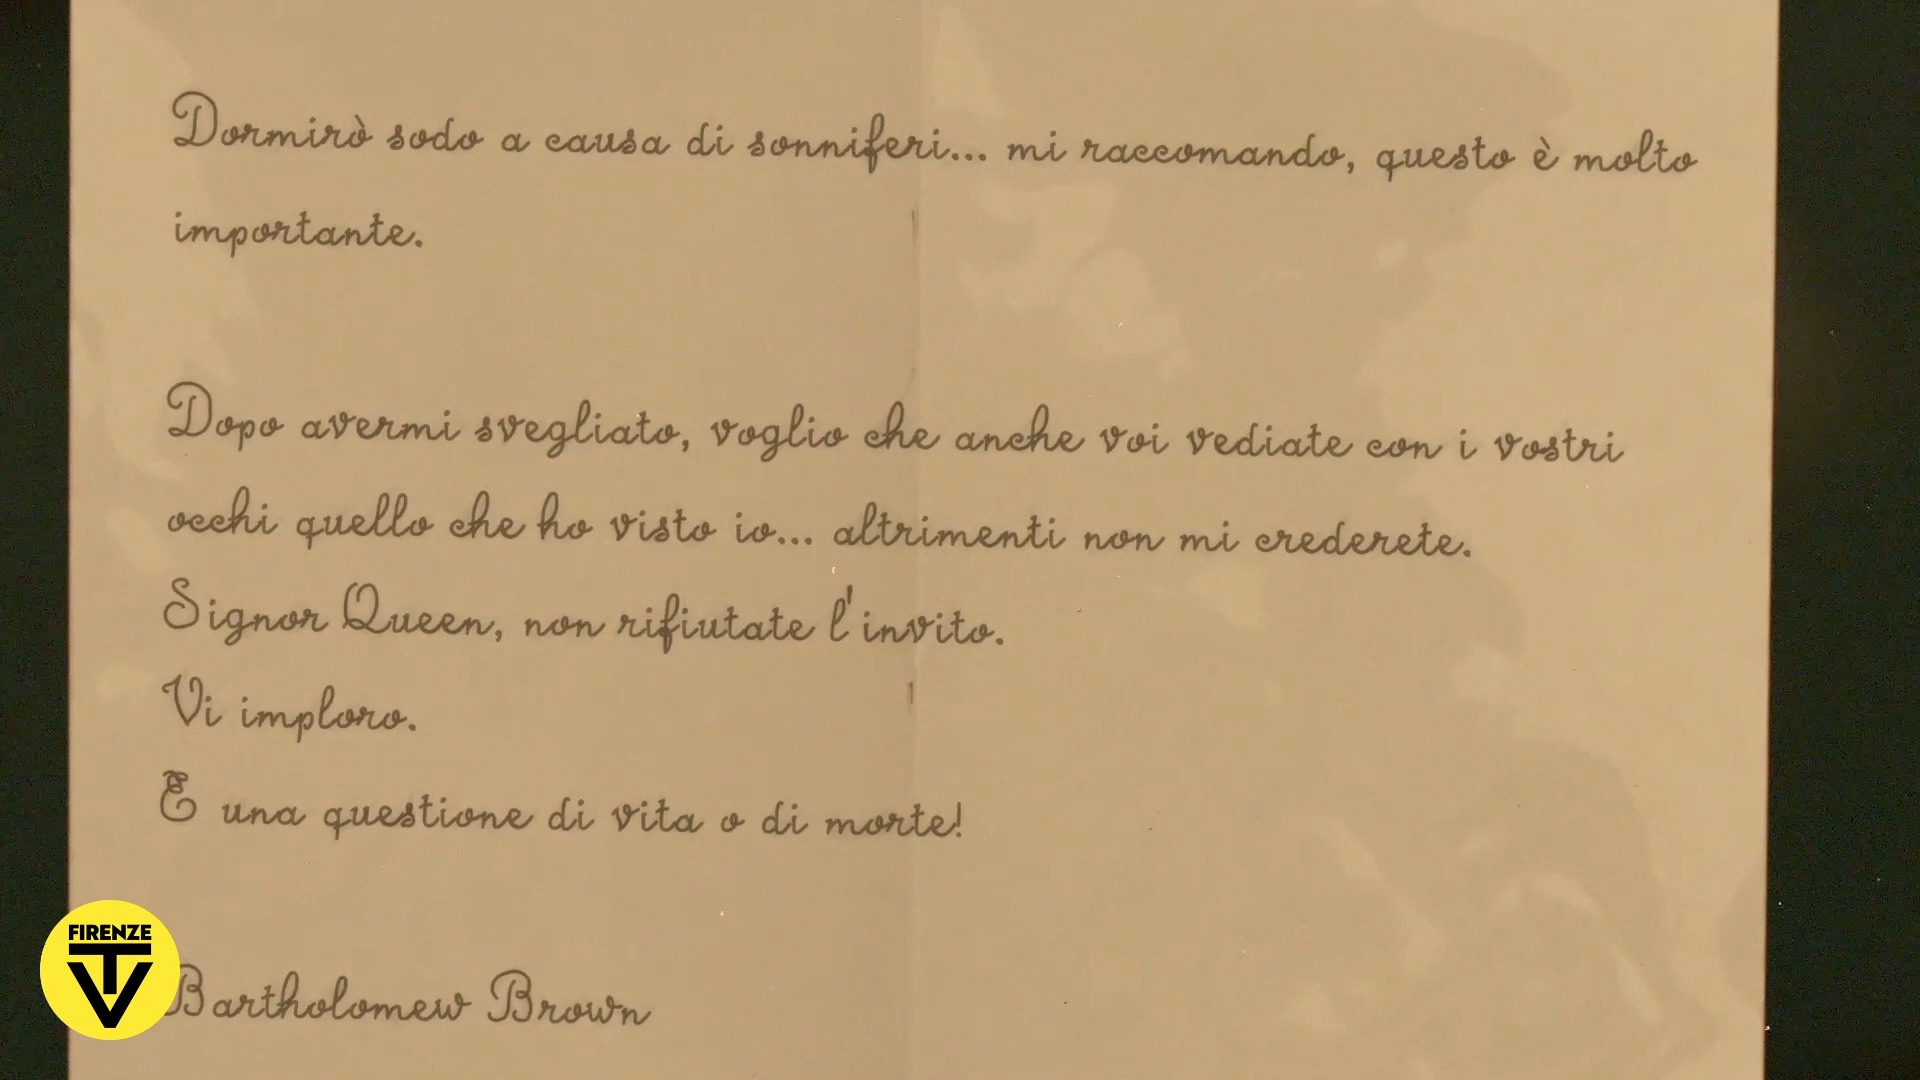 Dormirò sodo a causa di sonniferi... mi raccomando, questo è molto
importante.
Dopo avermi svegliato, voglio che anche voi vediate con i vostri
occhi quello che ho visto io... altrimenti non mi crederete.
Signor Queen, non rifiutate l'invito.
Vi imploro.
È una questione di vita o di morte!
Bartholomew Brown
FIRENZE
TV